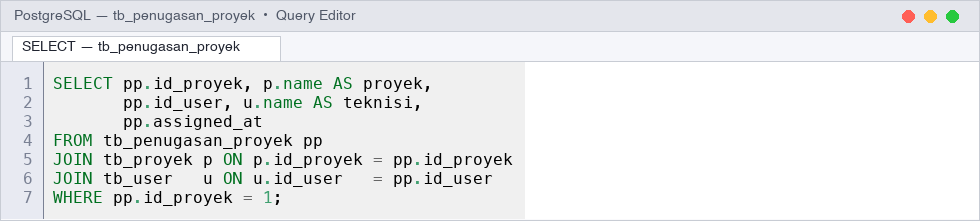 PostgreSQL — tb_penugasan_proyek • Query Editor
SELECT — tb_penugasan_proyek
1 SELECT pp.id_proyek, p.name AS proyek,
2        pp.id_user, u.name AS teknisi,
3        pp.assigned_at
4 FROM tb_penugasan_proyek pp
5 JOIN tb_proyek p ON p.id_proyek = pp.id_proyek
6 JOIN tb_user   u ON u.id_user   = pp.id_user
7 WHERE pp.id_proyek = 1;